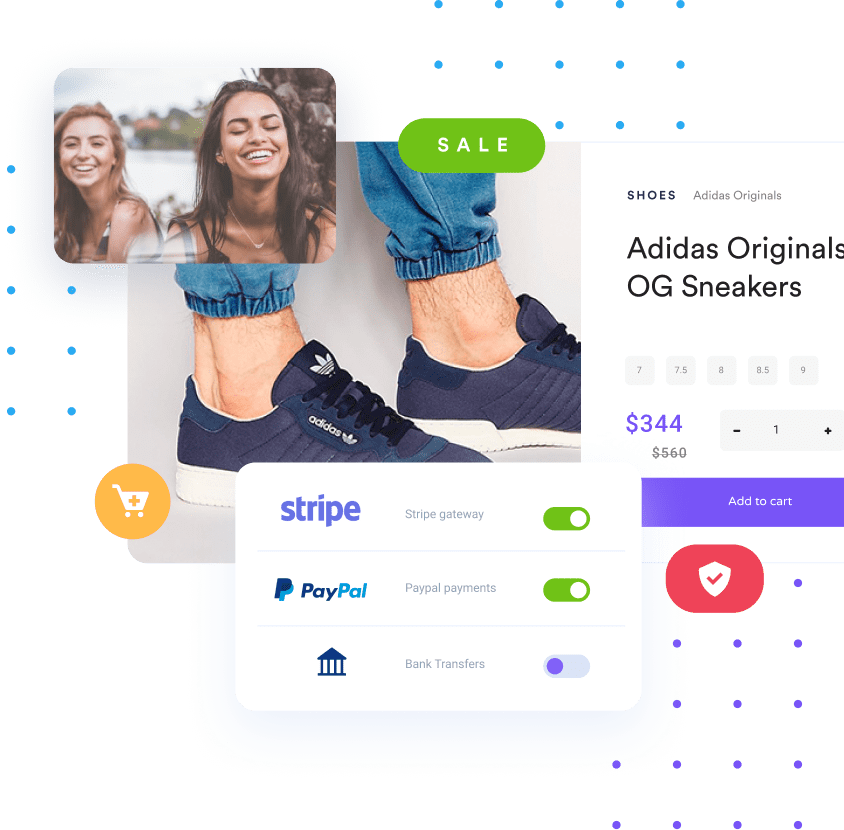 SALE
SHOES Adidas Originals
Adidas Originals
OG Sneakers
7 7.5 8 8.5 9
$344
- 1 +
$560
Add to cart
adidas
stripe Stripe gateway
PayPal Paypal payments
Bank Transfers